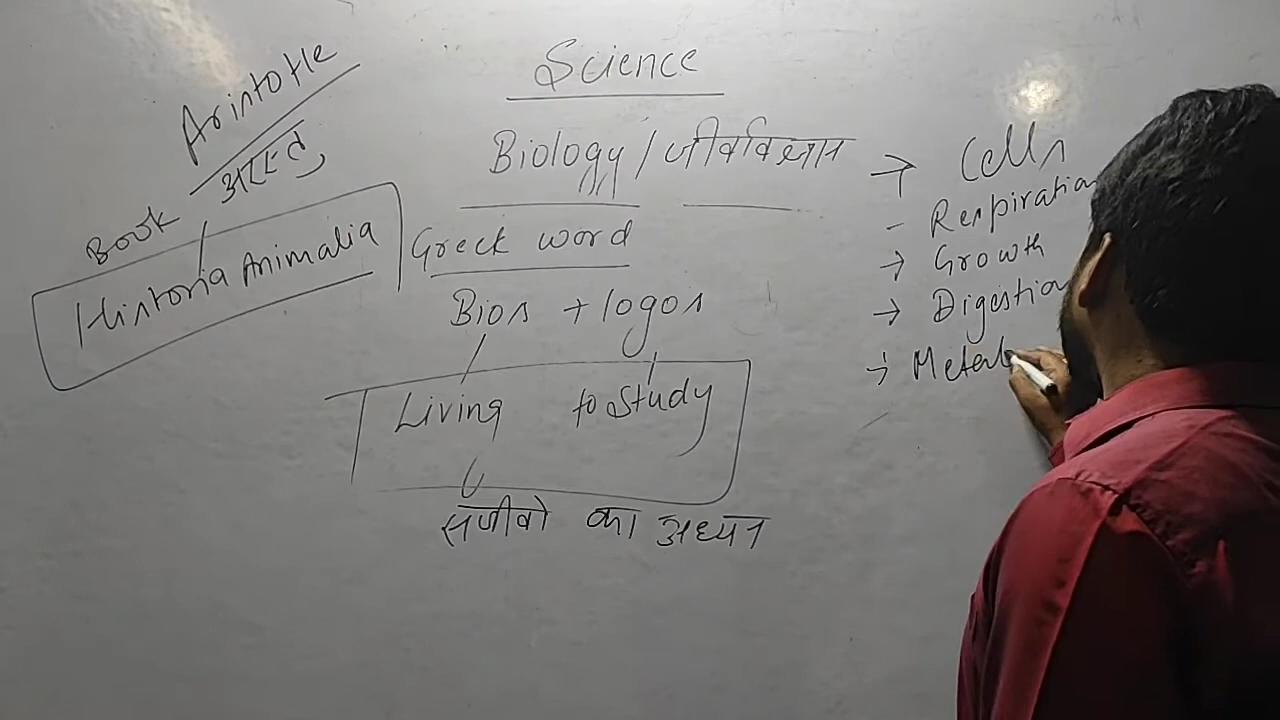 Science
Biology / जीवविज्ञान
Greek word
Bios + logos
Living to Study
सजीवो का अध्यन
Aristotle
अरस्तु
Book
Historia Animalia
→ Cells
- Respiration
→ Growth
→ Digestion
→ Metab